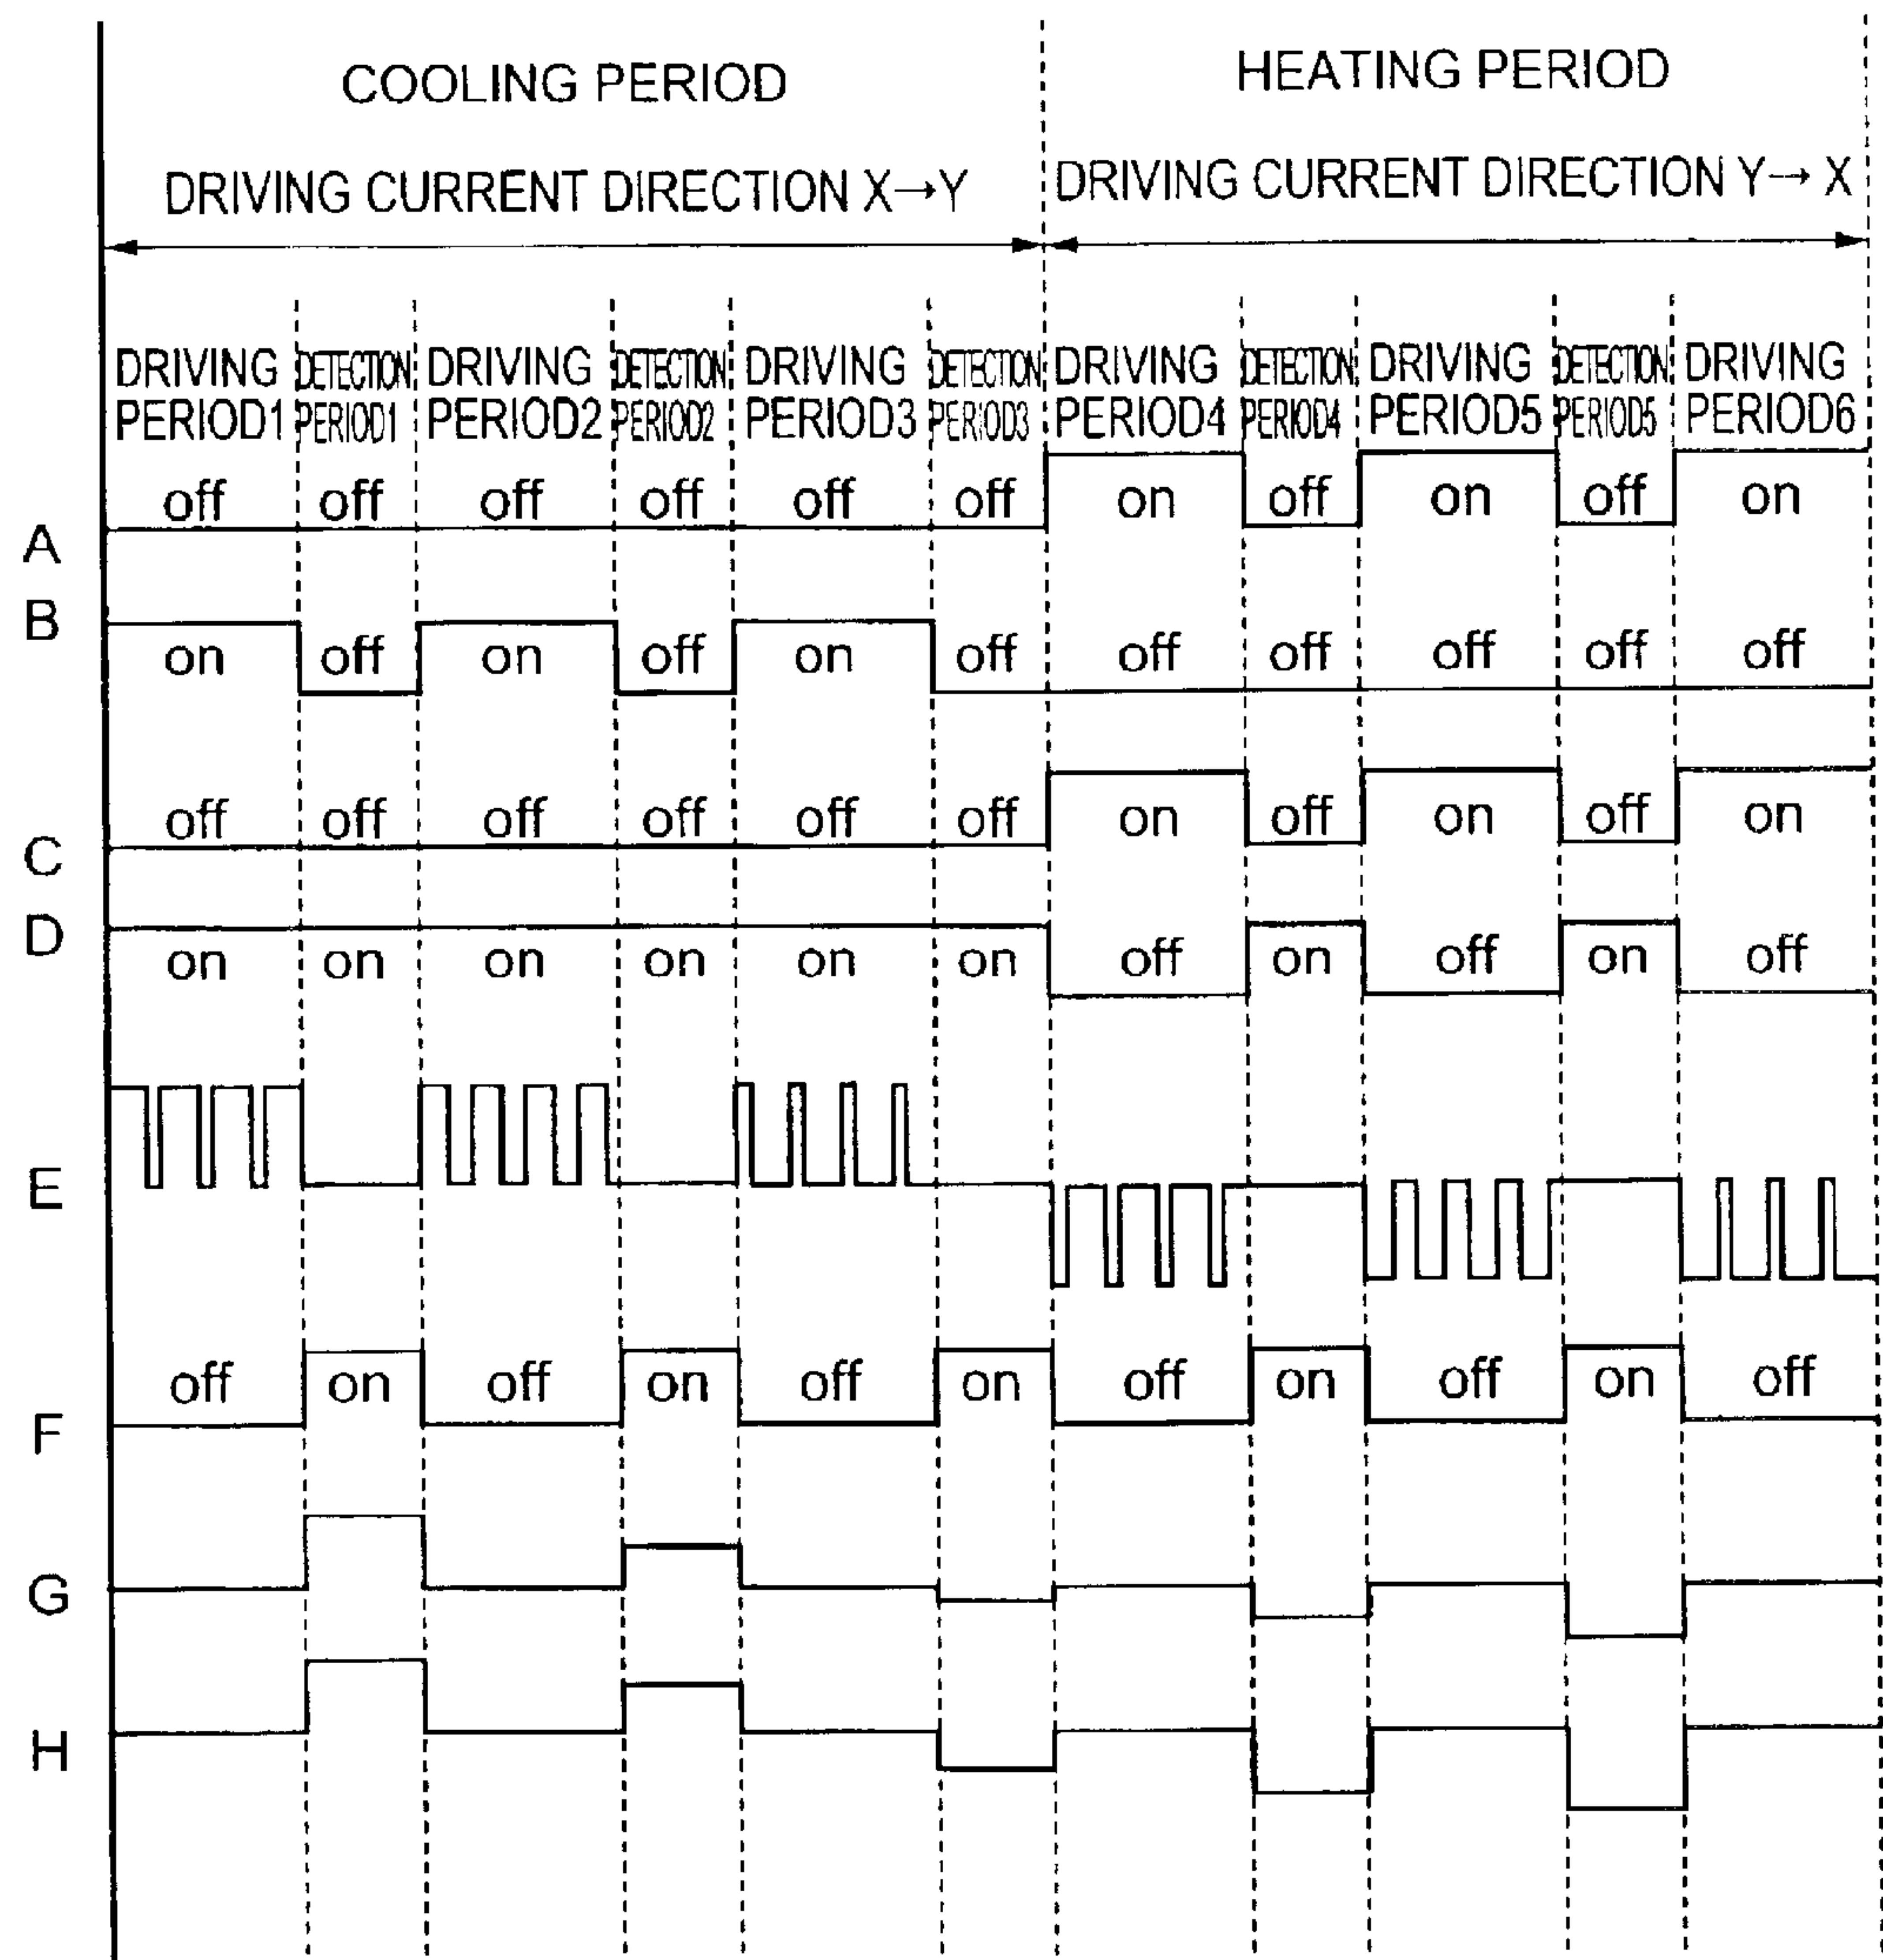 COOLING PERIOD
HEATING PERIOD
DRIVING CURRENT DIRECTION X→Y
DRIVING CURRENT DIRECTION Y→X
DRIVING PERIOD1
DETECTION PERIOD1
DRIVING PERIOD2
DETECTION PERIOD2
DRIVING PERIOD3
DETECTION PERIOD3
DRIVING PERIOD4
DETECTION PERIOD4
DRIVING PERIOD5
DETECTION PERIOD5
DRIVING PERIOD6
A off off off off off off on off on off on
B on off on off on off off off off off off
C off off off off off off on off on off on
D on on on on on on off on off on off
E
F off on off on off on off on off on off
G
H